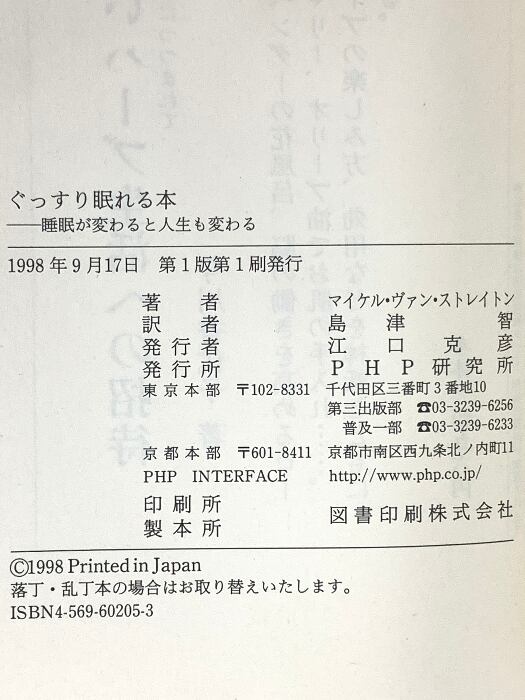 ぐっすり眠れる本
――睡眠が変わると人生も変わる
1998年9月17日 第1版第1刷発行
著者 マイケル・ヴァン・ストレイトン
訳者 島津智
発行者 江口克彦
発行所 PHP研究所
東京本部 〒102-8331 千代田区三番町3番地10
第三出版部 ☎03-3239-6256
普及一部 ☎03-3239-6233
京都本部 〒601-8411 京都市南区西九条北ノ内町11
PHP INTERFACE http://www.php.co.jp/
印刷所
製本所 図書印刷株式会社
©1998 Printed in Japan
落丁・乱丁本の場合はお取り替えいたします。
ISBN4-569-60205-3